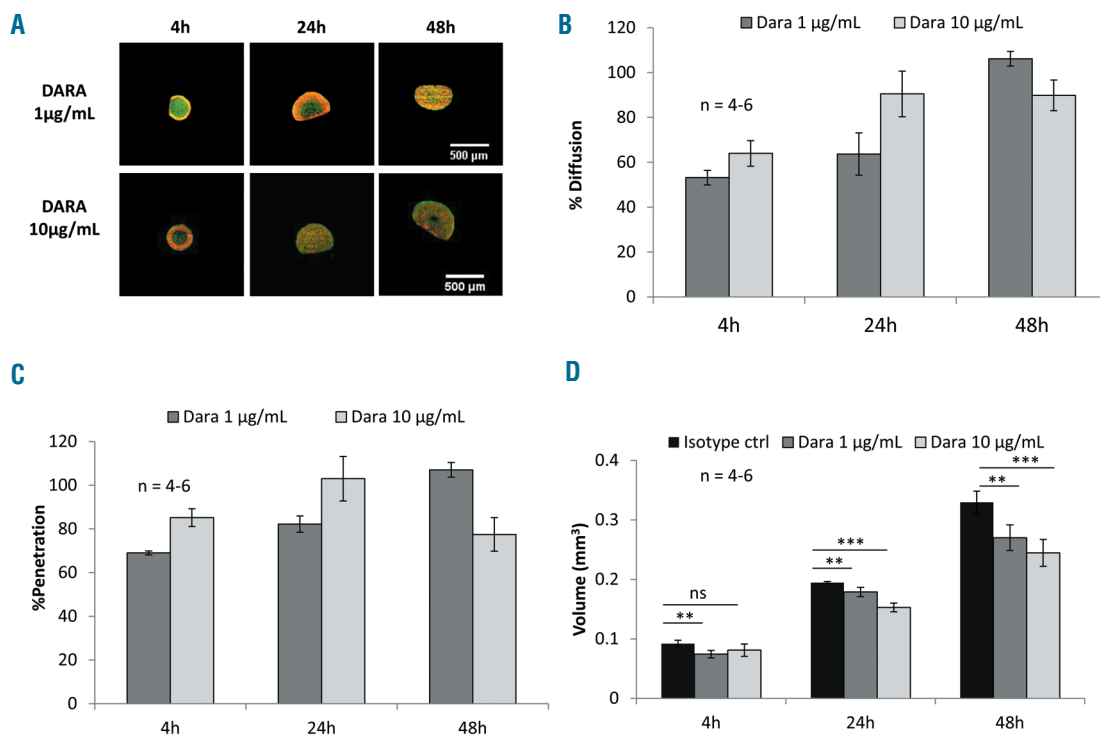 A
4h 24h 48h
DARA
1µg/mL
500 µm
DARA
10µg/mL
500 µm
B
Dara 1 µg/mL Dara 10 µg/mL
120
100
80
60
40
20
0
% Diffusion
n = 4-6
4h 24h 48h
C
Dara 1 µg/mL Dara 10 µg/mL
120
100
80
60
40
20
0
%Penetration
n = 4-6
4h 24h 48h
D
Isotype ctrl Dara 1 µg/mL Dara 10 µg/mL
0.4
0.3
0.2
0.1
0
Volume (mm³)
n = 4-6
ns
**
***
**
***
**
4h 24h 48h